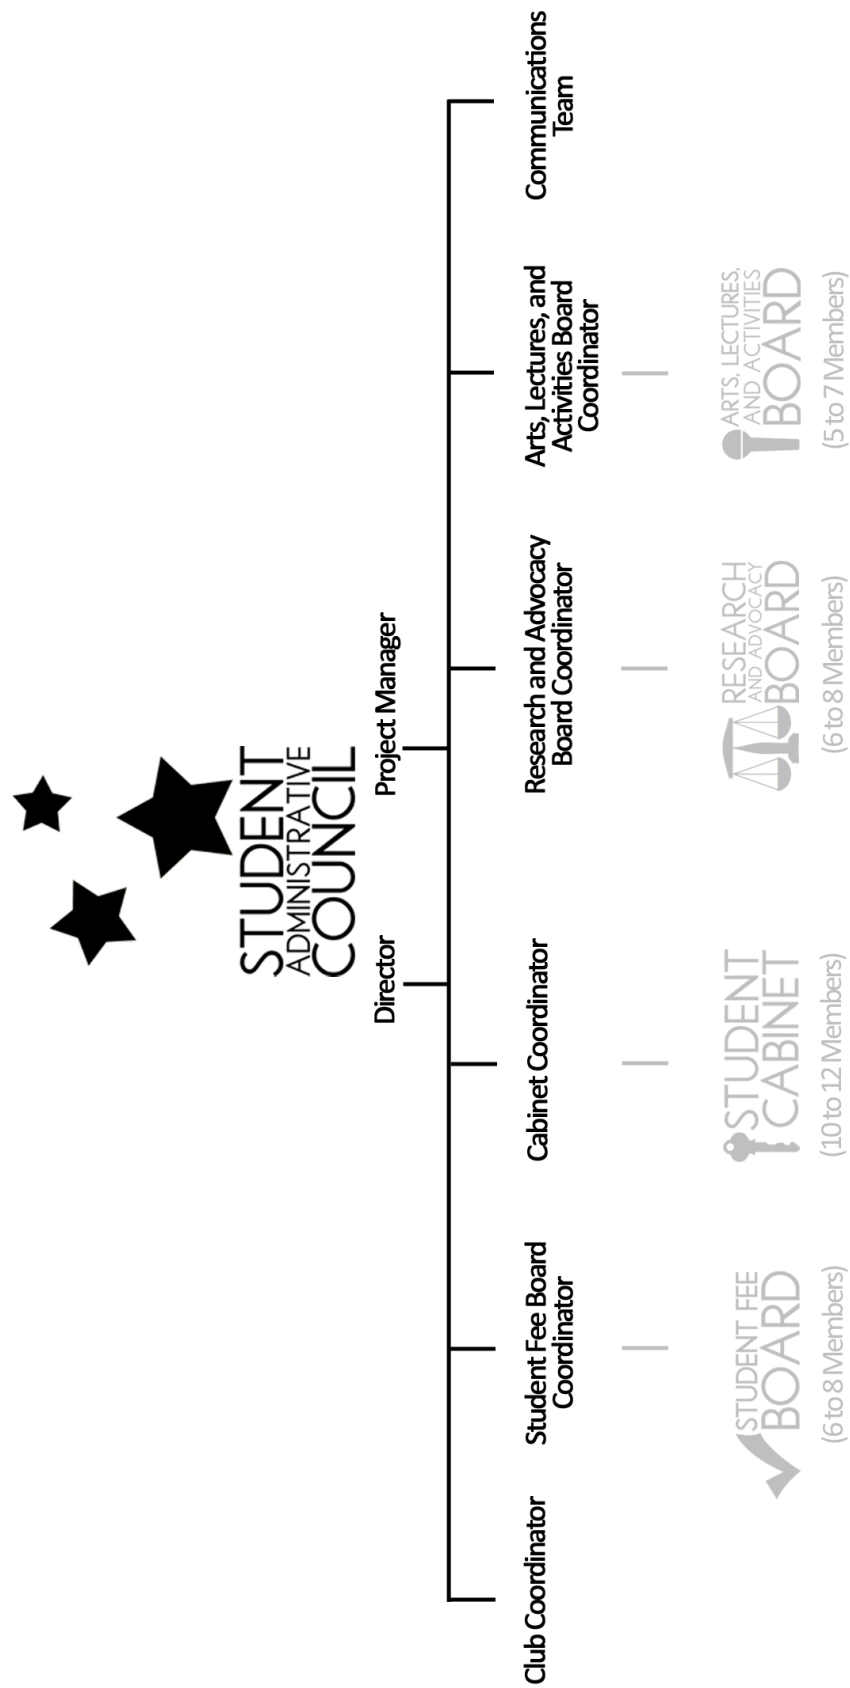 STUDENT
ADMINISTRATIVE
COUNCIL
Director
Project Manager
Club Coordinator
Student Fee Board
Coordinator
Cabinet Coordinator
Research and Advocacy
Board Coordinator
Arts, Lectures, and
Activities Board
Coordinator
Communications
Team
STUDENT FEE
BOARD
(6 to 8 Members)
STUDENT
CABINET
(10 to 12 Members)
RESEARCH
AND ADVOCACY
BOARD
(6 to 8 Members)
ARTS, LECTURES,
AND ACTIVITIES
BOARD
(5 to 7 Members)